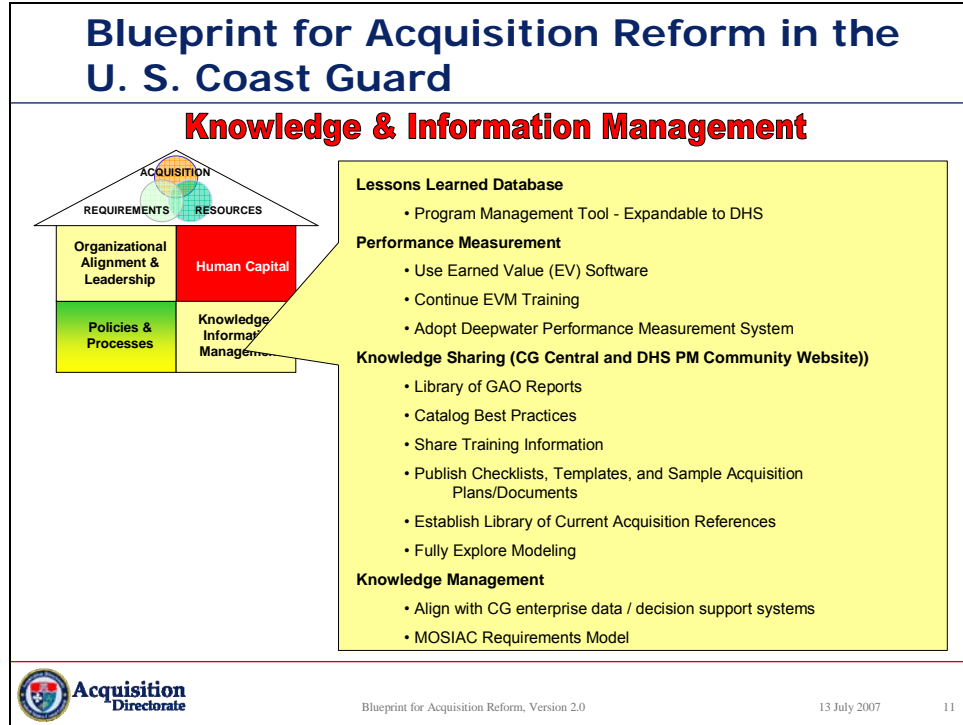 Blueprint for Acquisition Reform in the
U. S. Coast Guard
Knowledge & Information Management
ACQUISITION
REQUIREMENTS
RESOURCES
Organizational
Alignment &
Leadership
Human Capital
Policies &
Processes
Knowledge
Informati
Managemen
Lessons Learned Database
• Program Management Tool - Expandable to DHS
Performance Measurement
• Use Earned Value (EV) Software
• Continue EVM Training
• Adopt Deepwater Performance Measurement System
Knowledge Sharing (CG Central and DHS PM Community Website))
• Library of GAO Reports
• Catalog Best Practices
• Share Training Information
• Publish Checklists, Templates, and Sample Acquisition
Plans/Documents
• Establish Library of Current Acquisition References
• Fully Explore Modeling
Knowledge Management
• Align with CG enterprise data / decision support systems
• MOSIAC Requirements Model
Acquisition
Directorate
Blueprint for Acquisition Reform, Version 2.0
13 July 2007
11